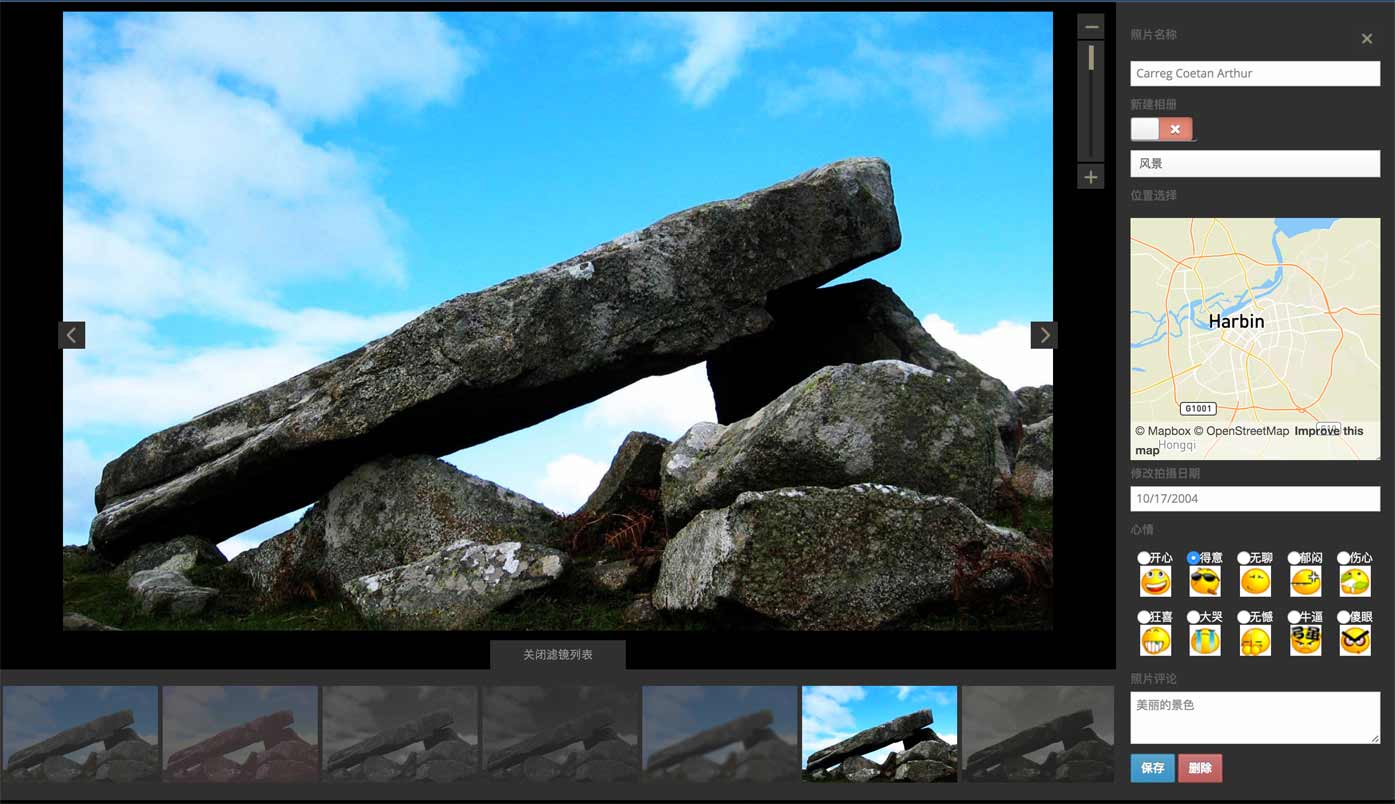 照片名称
Carreg Coetan Arthur
新建相册
风景
位置选择
Harbin
G1001
G10
© Mapbox © OpenStreetMap Improve this
map
Hongqi
修改拍摄日期
10/17/2004
心情
开心 得意 无聊 郁闷 伤心
狂喜 大哭 无憾 牛逼 傻眼
照片评论
美丽的景色
保存 删除
关闭滤镜列表